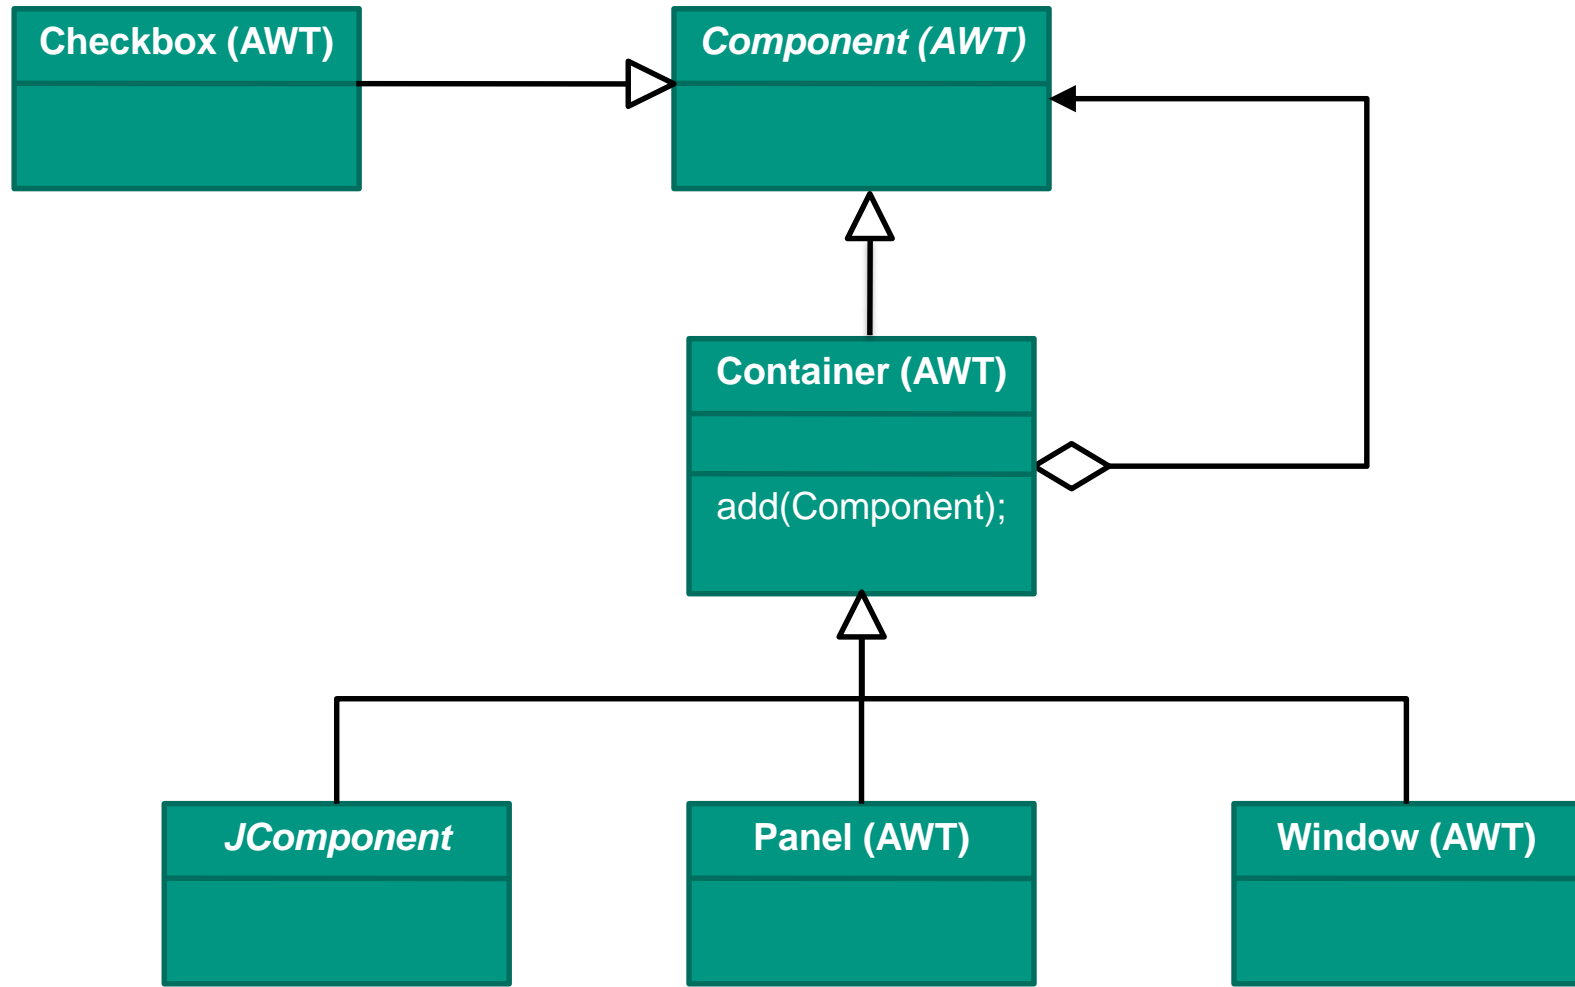 Checkbox (AWT)
Component (AWT)
Container (AWT)
add(Component);
JComponent
Panel (AWT)
Window (AWT)